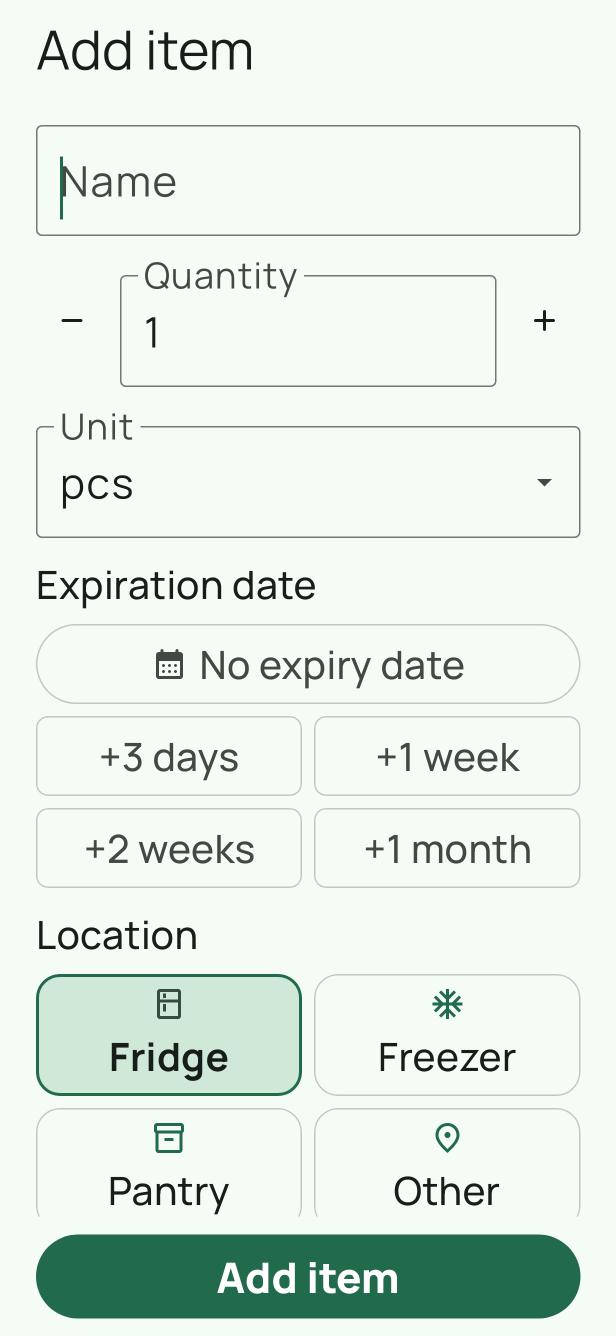 Add item
Name
Quantity
− 1 +
Unit
pcs
Expiration date
No expiry date
+3 days +1 week
+2 weeks +1 month
Location
Fridge Freezer
Pantry Other
Add item